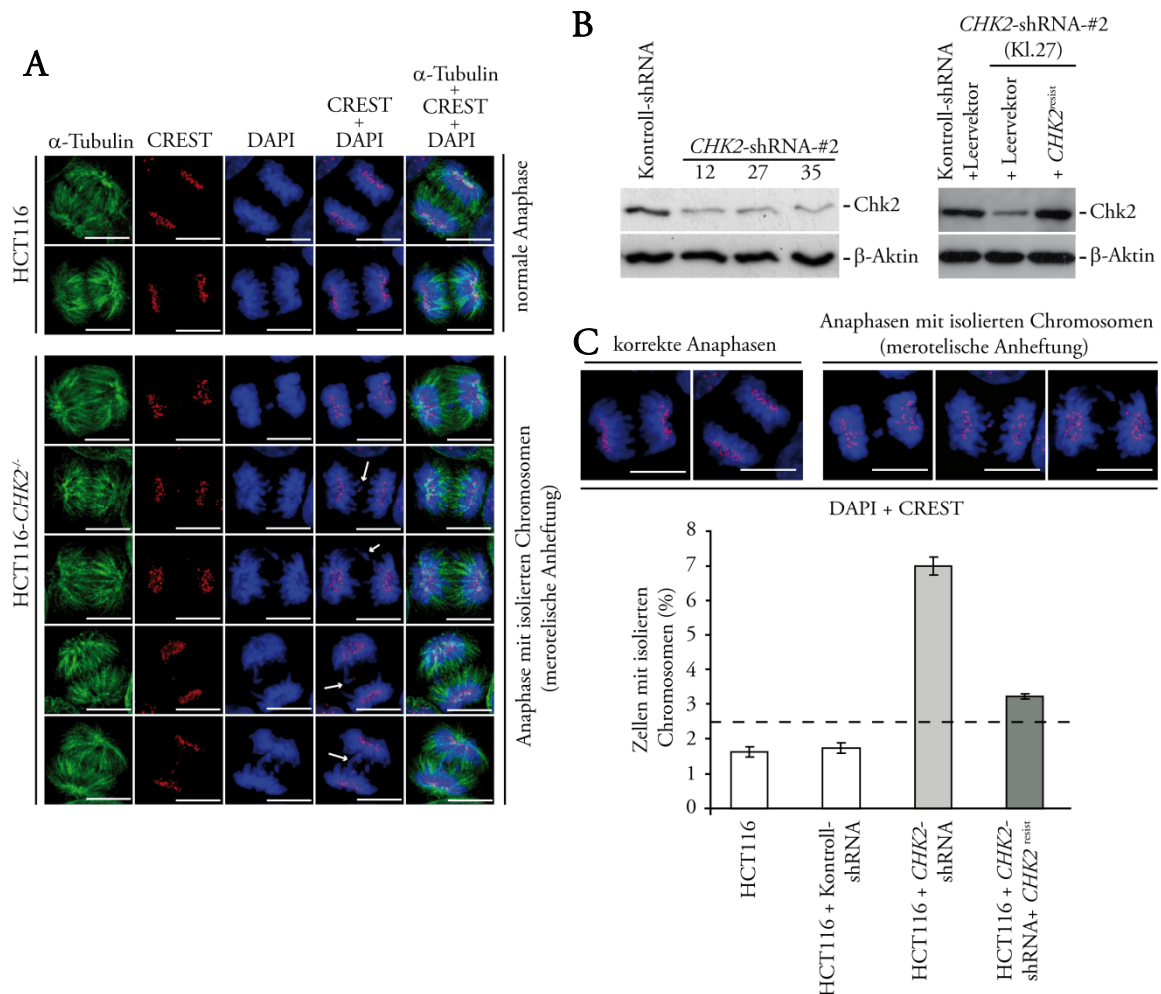 A
α-Tubulin
CREST
DAPI
CREST
+
DAPI
α-Tubulin
+
CREST
+
DAPI
HCT116
normale Anaphase
HCT116-CHK2-/-
Anaphase mit isolierten Chromosomen
(merotelische Anheftung)
B
Kontroll-shRNA
CHK2-shRNA-#2
12 27 35
-Chk2
-β-Aktin
CHK2-shRNA-#2
(Kl.27)
Kontroll-shRNA
+Leervektor
+ Leervektor
+ CHK2resist
-Chk2
-β-Aktin
C
korrekte Anaphasen
Anaphasen mit isolierten Chromosomen
(merotelische Anheftung)
DAPI + CREST
Zellen mit isolierten
Chromosomen (%)
8
7
6
5
4
3
2
1
0
HCT116
HCT116 + Kontroll-
shRNA
HCT116 + CHK2-
shRNA
HCT116 + CHK2-
shRNA+ CHK2 resist